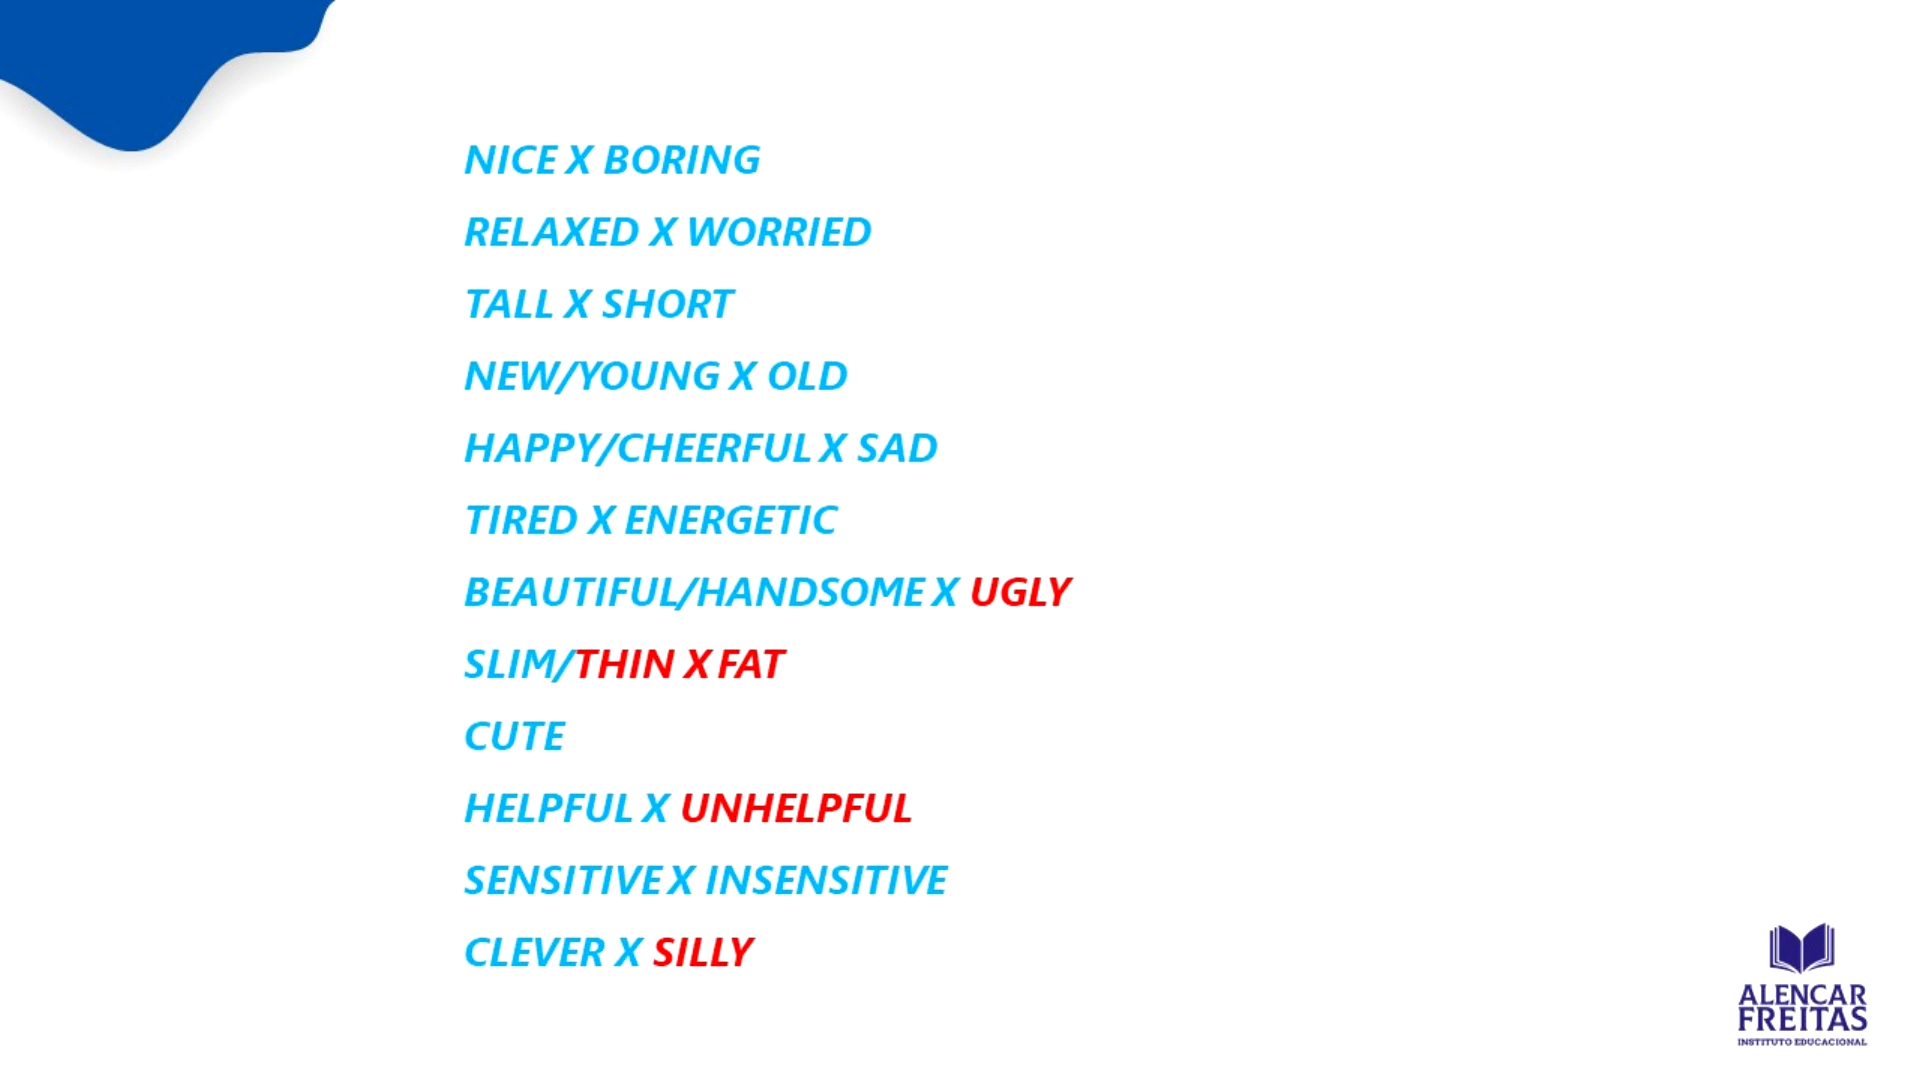 NICE X BORING
RELAXED X WORRIED
TALL X SHORT
NEW/YOUNG X OLD
HAPPY/CHEERFUL X SAD
TIRED X ENERGETIC
BEAUTIFUL/HANDSOME X UGLY
SLIM/THIN X FAT
CUTE
HELPFUL X UNHELPFUL
SENSITIVE X INSENSITIVE
CLEVER X SILLY
ALENCAR
FREITAS
INSTITUTO EDUCACIONAL